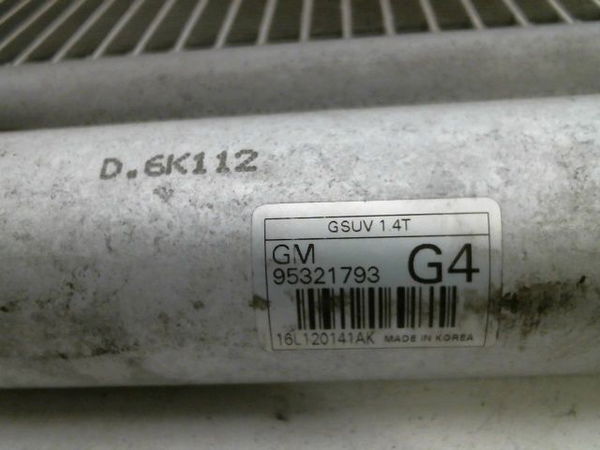 D.6K112
GSUV 1.4T
GM
95321793
G4
16L120141AK MADE IN KOREA